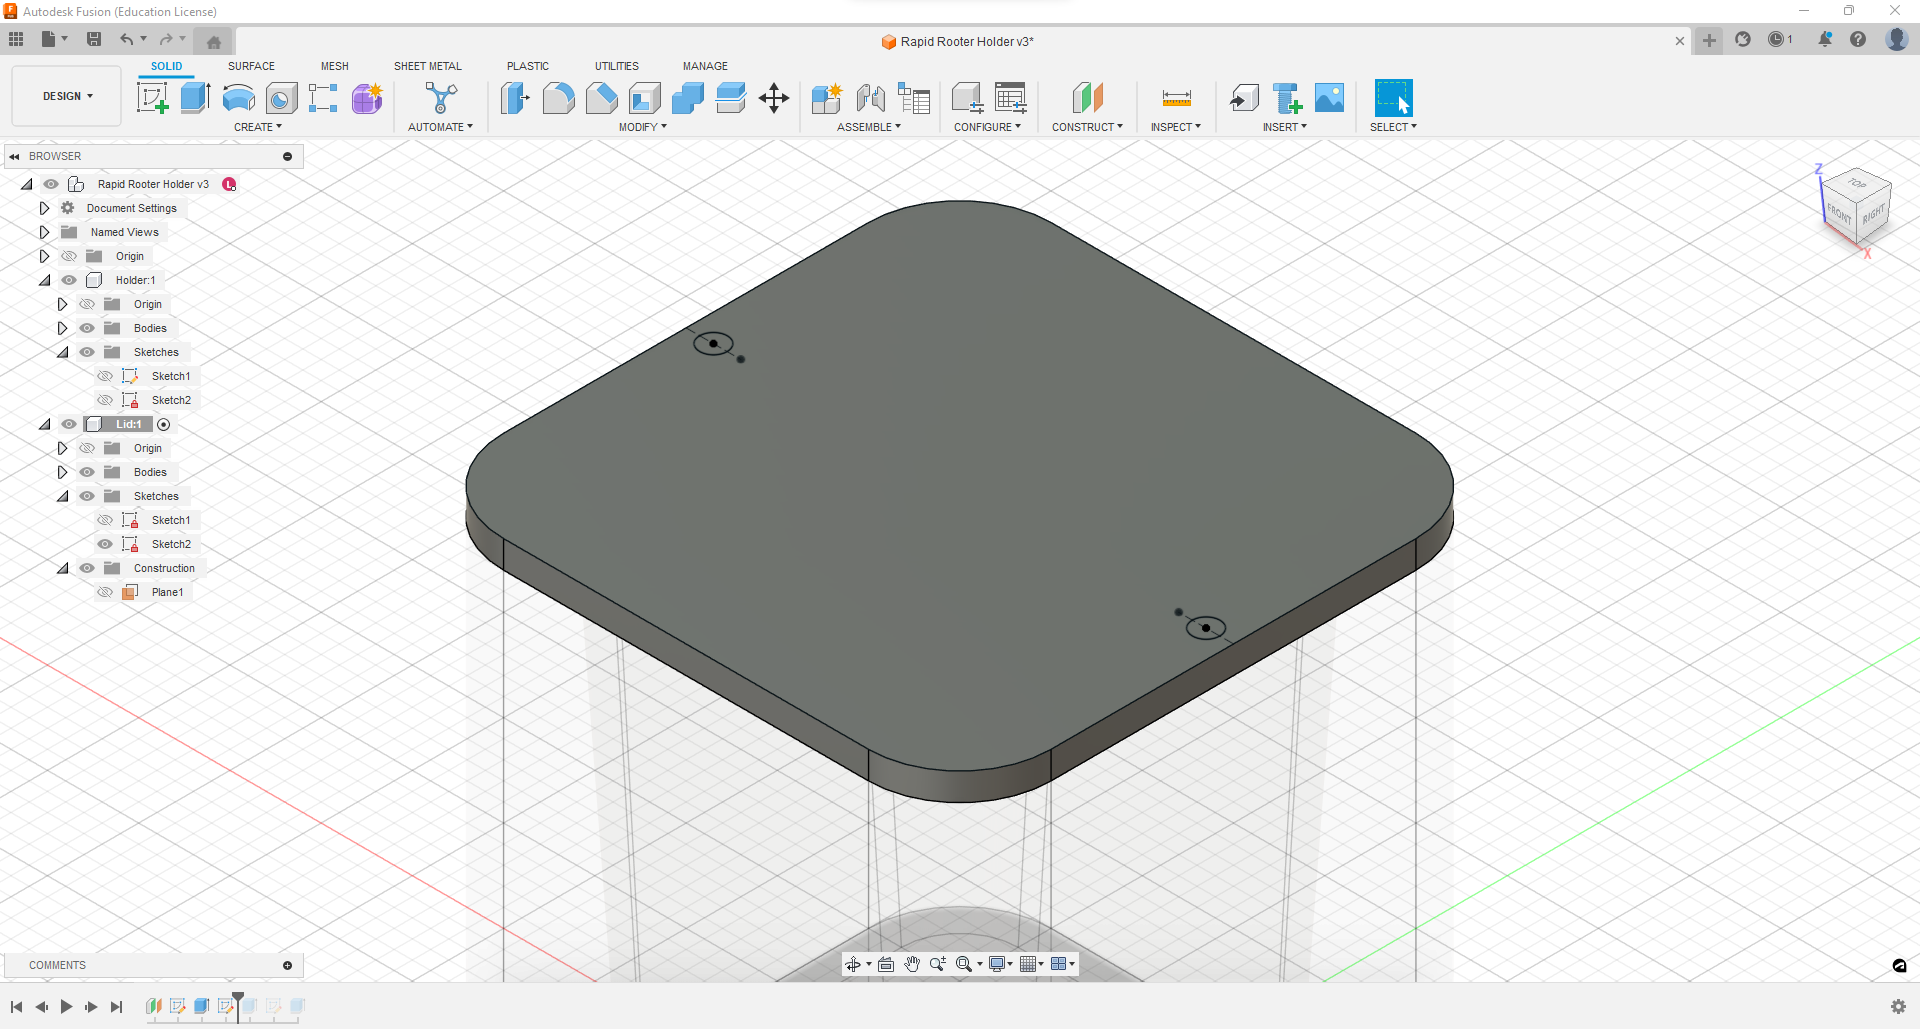 Autodesk Fusion (Education License)
Rapid Rooter Holder v3*
1
SOLID
SURFACE
MESH
SHEET METAL
PLASTIC
UTILITIES
MANAGE
DESIGN
CREATE
AUTOMATE
MODIFY
ASSEMBLE
CONFIGURE
CONSTRUCT
INSPECT
INSERT
SELECT
BROWSER
Rapid Rooter Holder v3
L
Document Settings
Named Views
Origin
Holder:1
Origin
Bodies
Sketches
Sketch1
Sketch2
Lid:1
Origin
Bodies
Sketches
Sketch1
Sketch2
Construction
Plane1
Z
TOP
FRONT
RIGHT
X
COMMENTS